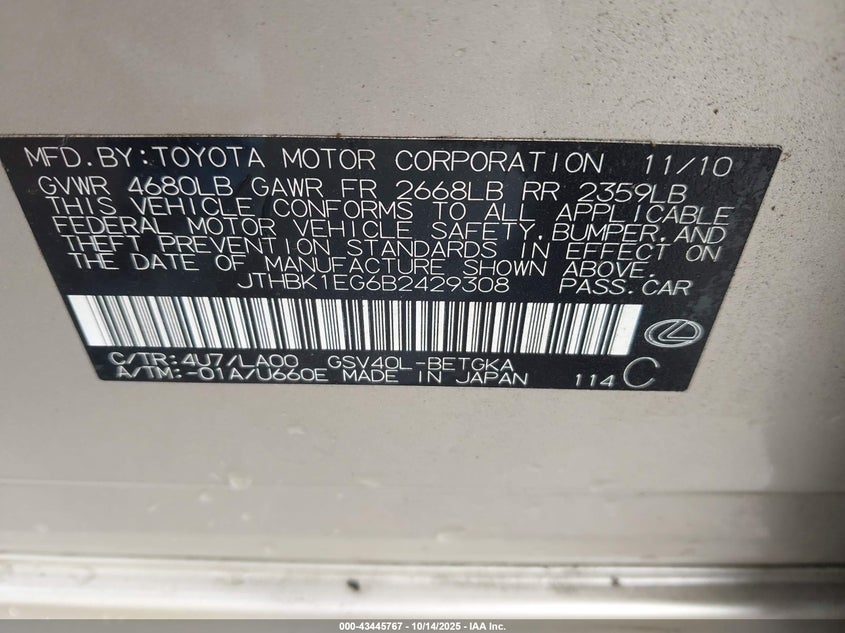 MFD.BY:TOYOTA MOTOR CORPORATION 11/10
GVWR 4680LB GAWR FR 2668LB RR 2359LB
THIS VEHICLE CONFORMS TO ALL APPLICABLE
FEDERAL MOTOR VEHICLE SAFETY,BUMPER,AND
THEFT PREVENTION STANDARDS IN EFFECT ON
THE DATE OF MANUFACTURE SHOWN ABOVE.
JTHBK1EG6B2429308 PASS.CAR
C/TR:4U7/LA00 GSV40L-BETGKA
A/TM:-01A/U660E MADE IN JAPAN 114 C
000-43445767 - 10/14/2025 - IAA Inc.